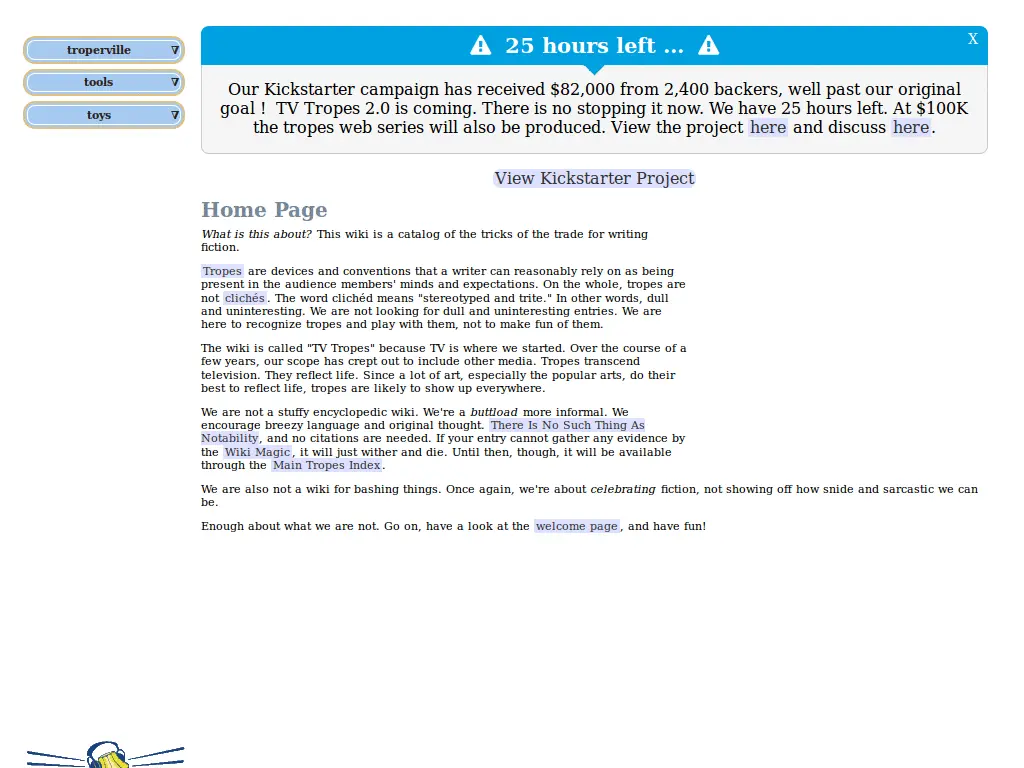 troperville ∇
tools ∇
toys ∇
25 hours left ...
X
Our Kickstarter campaign has received $82,000 from 2,400 backers, well past our original
goal ! TV Tropes 2.0 is coming. There is no stopping it now. We have 25 hours left. At $100K
the tropes web series will also be produced. View the project here and discuss here.
View Kickstarter Project
Home Page
What is this about? This wiki is a catalog of the tricks of the trade for writing
fiction.
Tropes are devices and conventions that a writer can reasonably rely on as being
present in the audience members' minds and expectations. On the whole, tropes are
not clichés. The word clichéd means "stereotyped and trite." In other words, dull
and uninteresting. We are not looking for dull and uninteresting entries. We are
here to recognize tropes and play with them, not to make fun of them.
The wiki is called "TV Tropes" because TV is where we started. Over the course of a
few years, our scope has crept out to include other media. Tropes transcend
television. They reflect life. Since a lot of art, especially the popular arts, do their
best to reflect life, tropes are likely to show up everywhere.
We are not a stuffy encyclopedic wiki. We're a buttload more informal. We
encourage breezy language and original thought. There Is No Such Thing As
Notability, and no citations are needed. If your entry cannot gather any evidence by
the Wiki Magic, it will just wither and die. Until then, though, it will be available
through the Main Tropes Index.
We are also not a wiki for bashing things. Once again, we're about celebrating fiction, not showing off how snide and sarcastic we can
be.
Enough about what we are not. Go on, have a look at the welcome page, and have fun!